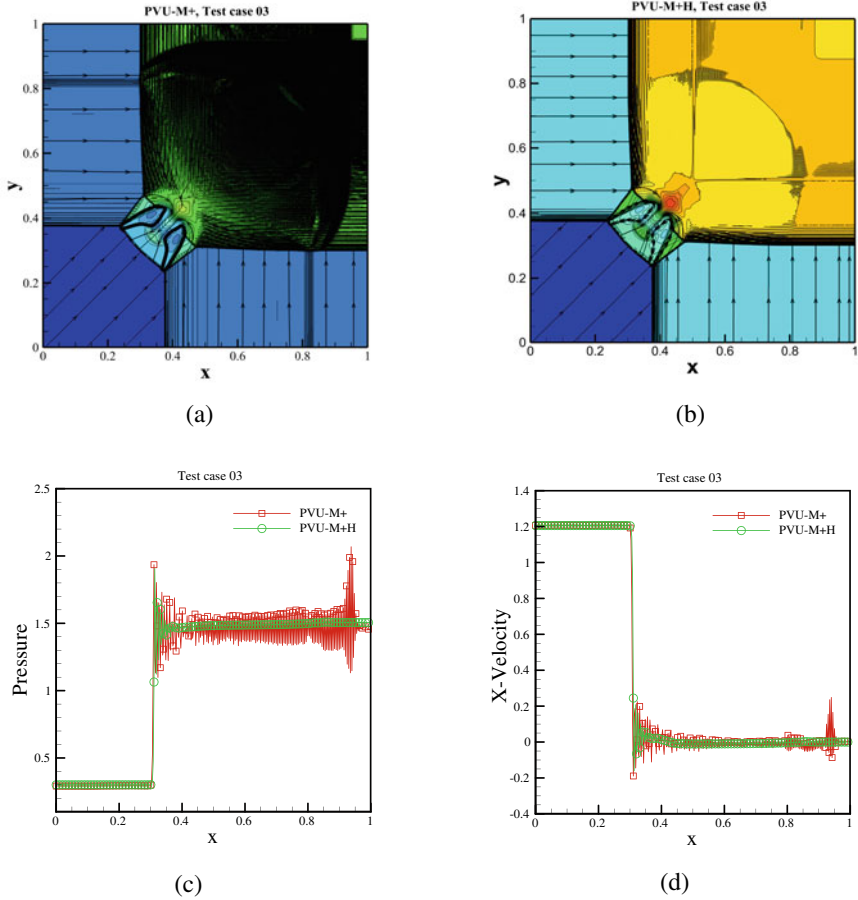 PVU-M+, Test case 03
1
0.8
0.6
y
0.4
0.2
0
0 0.2 0.4 0.6 0.8 1
x
(a)
PVU-M+H, Test case 03
1
0.8
0.6
y
0.4
0.2
0
0 0.2 0.4 0.6 0.8 1
x
(b)
Test case 03
2.5
2
1.5
1
0.5
Pressure
PVU-M+
PVU-M+H
0 0.2 0.4 0.6 0.8 1
x
(c)
Test case 03
1.4
1.2
1
0.8
0.6
0.4
0.2
0
-0.2
-0.4
X-Velocity
PVU-M+
PVU-M+H
0 0.2 0.4 0.6 0.8 1
x
(d)